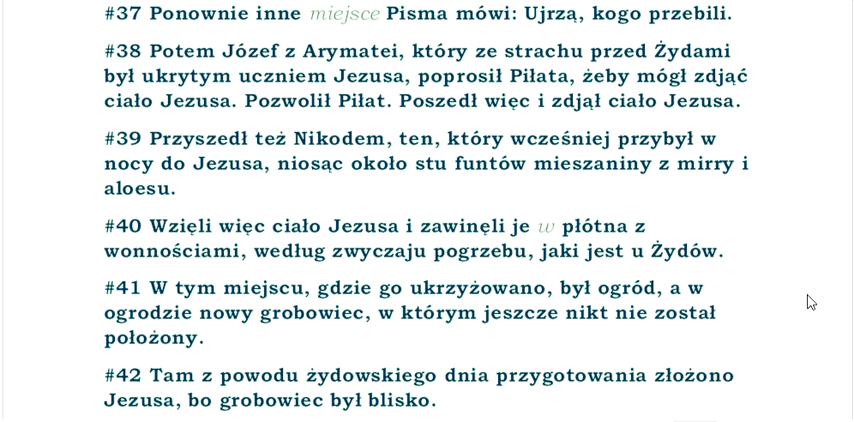 #37 Ponownie inne miejsce Pisma mówi: Ujrzą, kogo przebili.
#38 Potem Józef z Arymatei, który ze strachu przed Żydami
był ukrytym uczniem Jezusa, poprosił Piłata, żeby mógł zdjąć
ciało Jezusa. Pozwolił Piłat. Poszedł więc i zdjął ciało Jezusa.
#39 Przyszedł też Nikodem, ten, który wcześniej przybył w
nocy do Jezusa, niosąc około stu funtów mieszaniny z mirry i
aloesu.
#40 Wzięli więc ciało Jezusa i zawinęli je w płótna z
wonnościami, według zwyczaju pogrzebu, jaki jest u Żydów.
#41 W tym miejscu, gdzie go ukrzyżowano, był ogród, a w
ogrodzie nowy grobowiec, w którym jeszcze nikt nie został
położony.
#42 Tam z powodu żydowskiego dnia przygotowania złożono
Jezusa, bo grobowiec był blisko.